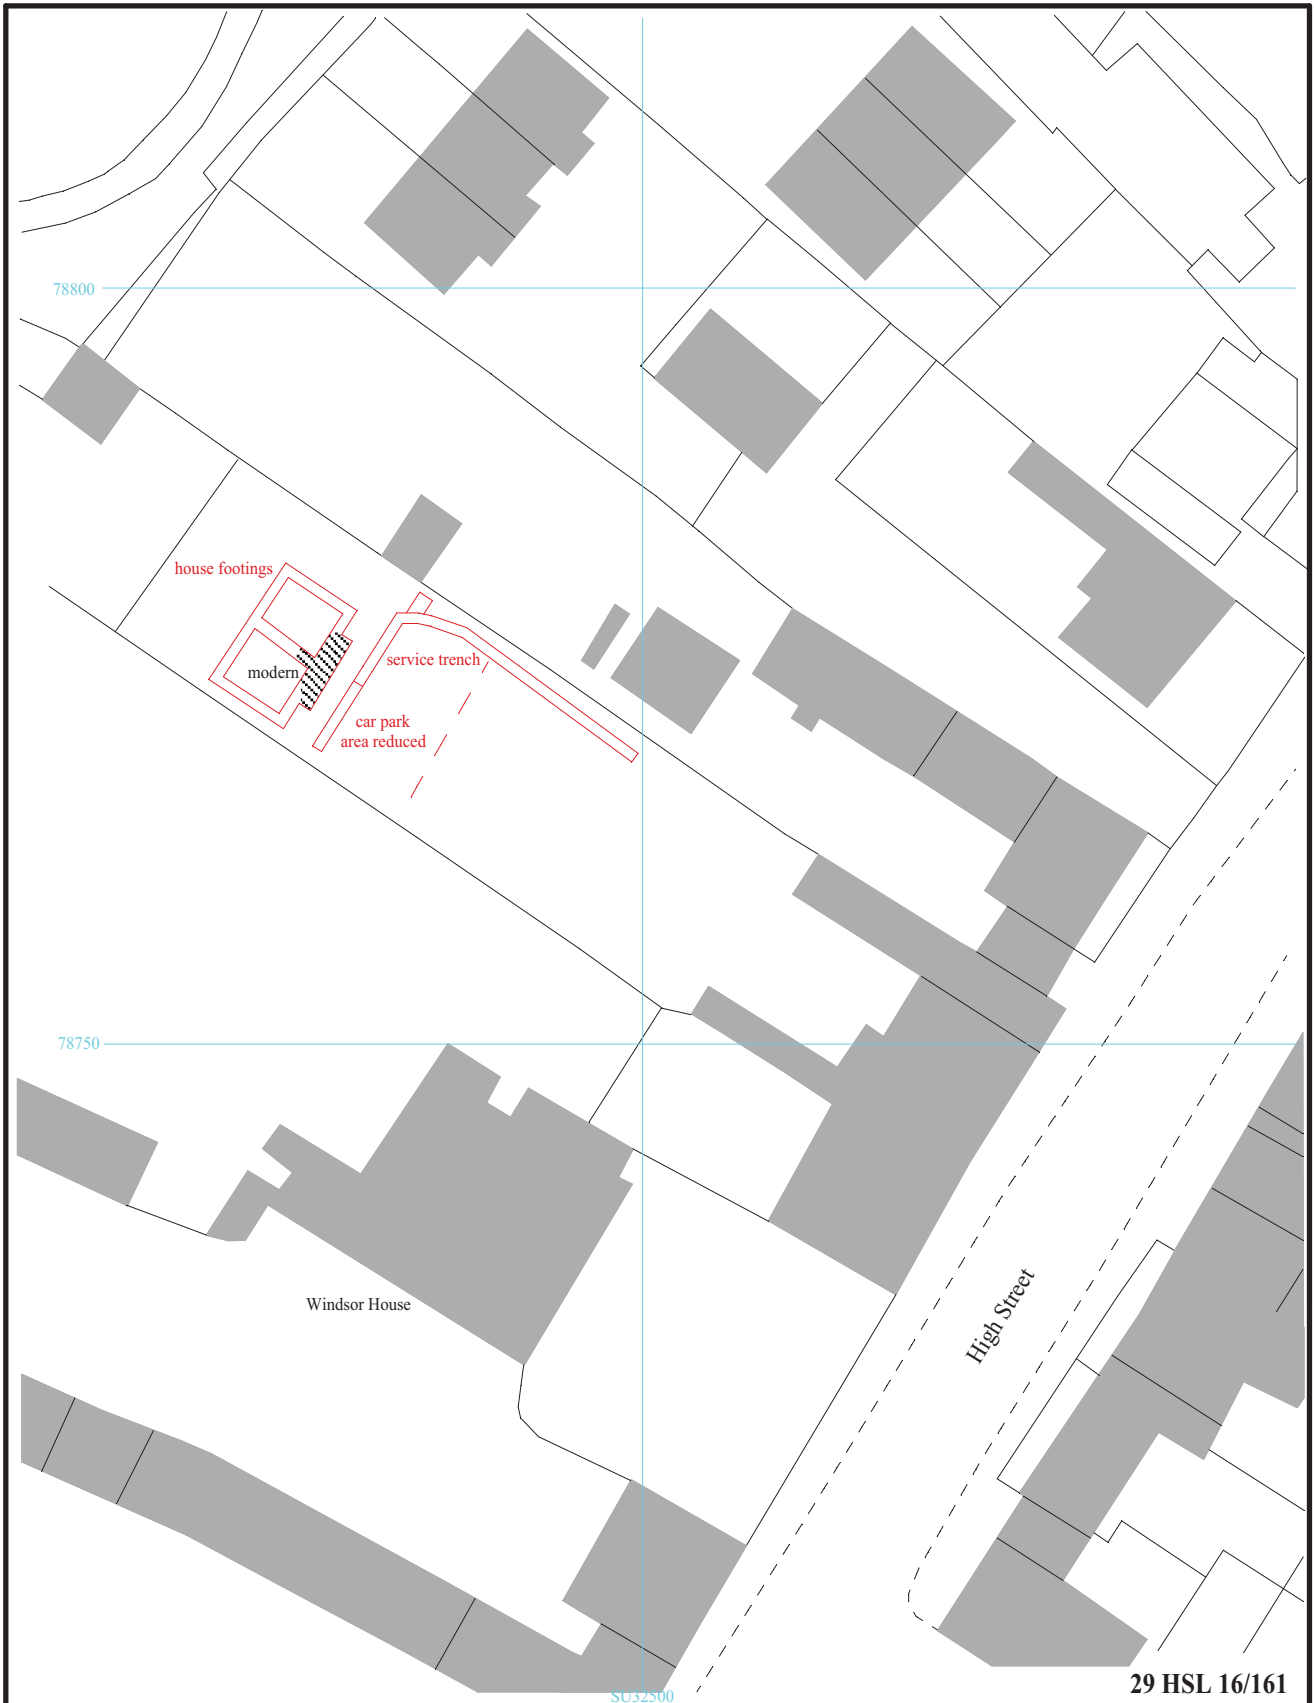 78800
house footings
modern
service trench
car park
area reduced
78750
Windsor House
High Street
29 HSL 16/161
SU32500